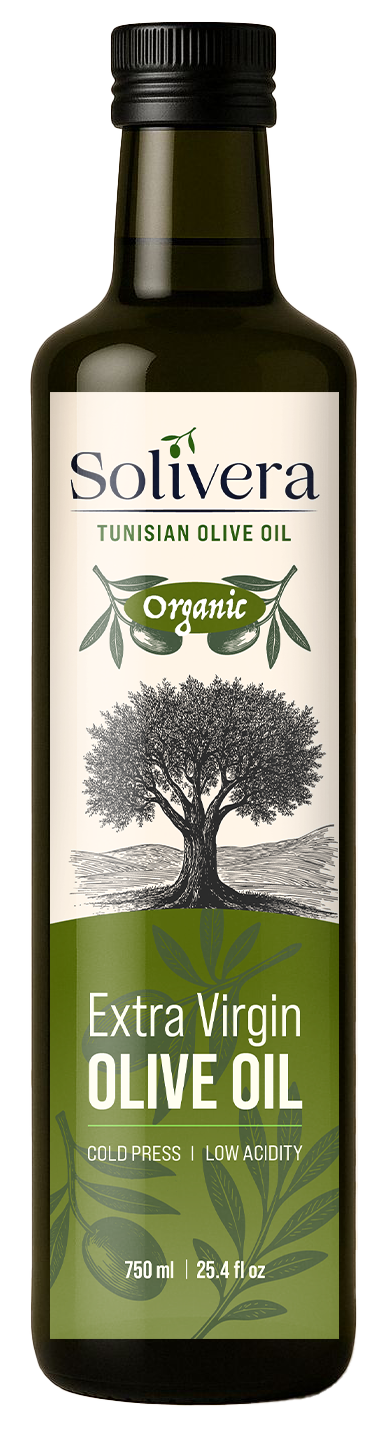 Solivera
TUNISIAN OLIVE OIL
Organic
Extra Virgin
OLIVE OIL
COLD PRESS | LOW ACIDITY
750 ml | 25.4 fl oz